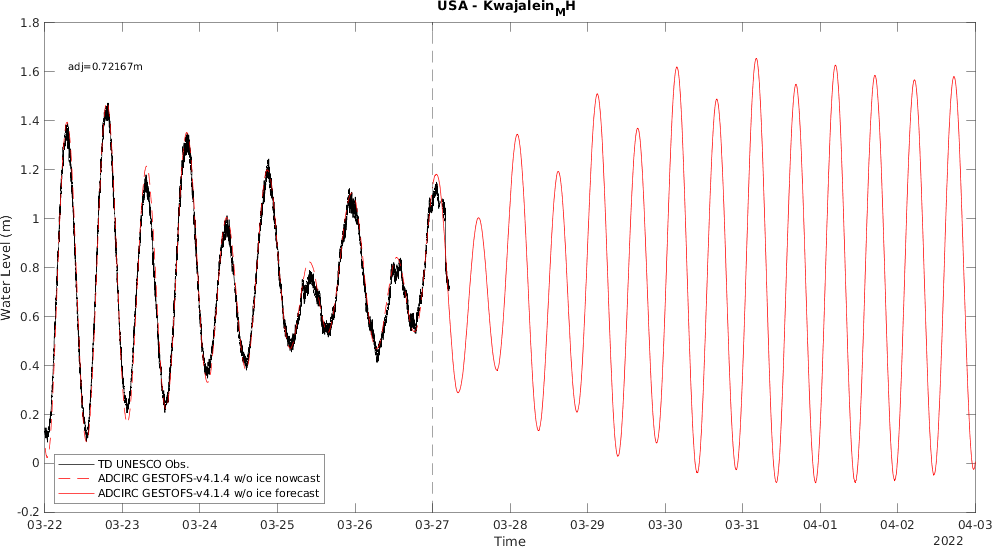 USA - Kwajalein_MH
1.8
1.6
1.4
1.2
1
0.8
0.6
0.4
0.2
0
-0.2
Water Level (m)
adj=0.72167m
TD UNESCO Obs.
ADCIRC GESTOFS-v4.1.4 w/o ice nowcast
ADCIRC GESTOFS-v4.1.4 w/o ice forecast
03-22 03-23 03-24 03-25 03-26 03-27 03-28 03-29 03-30 03-31 04-01 04-02 04-03
Time
2022